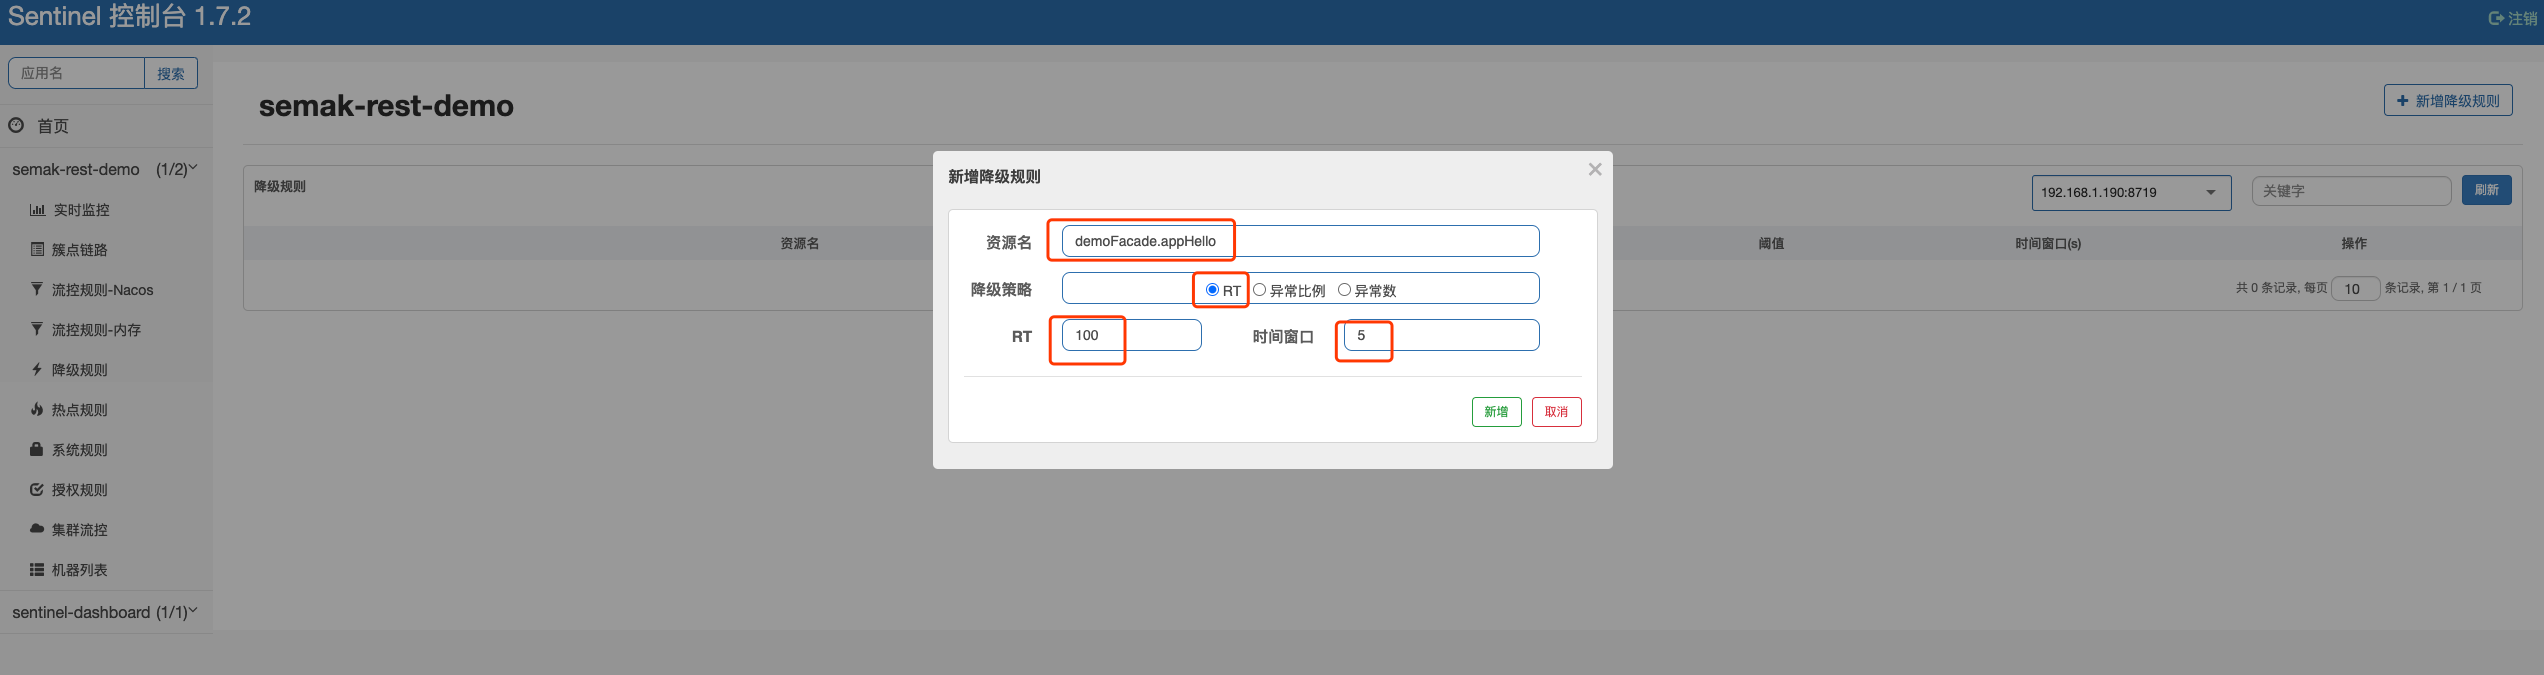 Sentinel 控制台 1.7.2
注销
应用名
搜索
首页
semak-rest-demo (1/2)
实时监控
簇点链路
流控规则-Nacos
流控规则-内存
降级规则
热点规则
系统规则
授权规则
集群流控
机器列表
sentinel-dashboard (1/1)
semak-rest-demo
新增降级规则
降级规则
192.168.1.190:8719
关键字
刷新
资源名
阈值
时间窗口(s)
操作
共 0 条记录, 每页 10 条记录, 第 1 / 1 页
新增降级规则
资源名 demoFacade.appHello
降级策略 RT 异常比例 异常数
RT 100 时间窗口 5
新增 取消